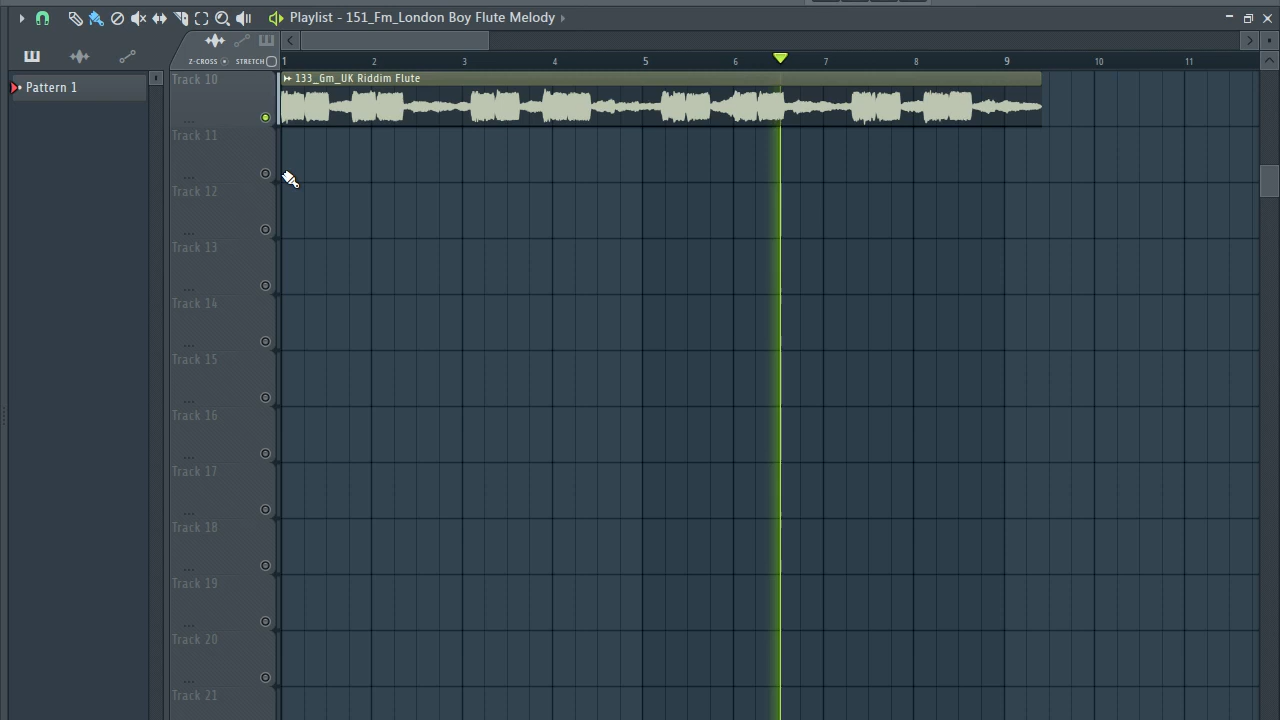 Playlist - 151_Fm_London Boy Flute Melody
Z-CROSS STRETCH 1 2 3 4 5 6 7 8 9 10 11
Pattern 1
Track 10 133_Gm_UK Riddim Flute
...
Track 11
...
Track 12
...
Track 13
...
Track 14
...
Track 15
...
Track 16
...
Track 17
...
Track 18
...
Track 19
...
Track 20
...
Track 21